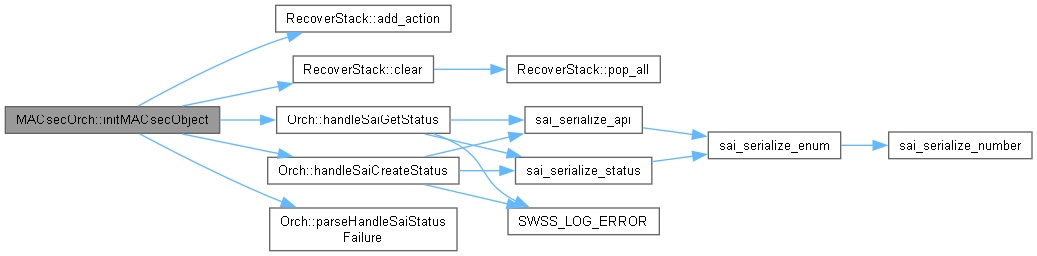 RecoverStack::add_action
RecoverStack::clear
RecoverStack::pop_all
MACsecOrch::initMACsecObject
Orch::handleSaiGetStatus
sai_serialize_api
sai_serialize_enum
sai_serialize_number
Orch::handleSaiCreateStatus
sai_serialize_status
SWSS_LOG_ERROR
Orch::parseHandleSaiStatus
Failure